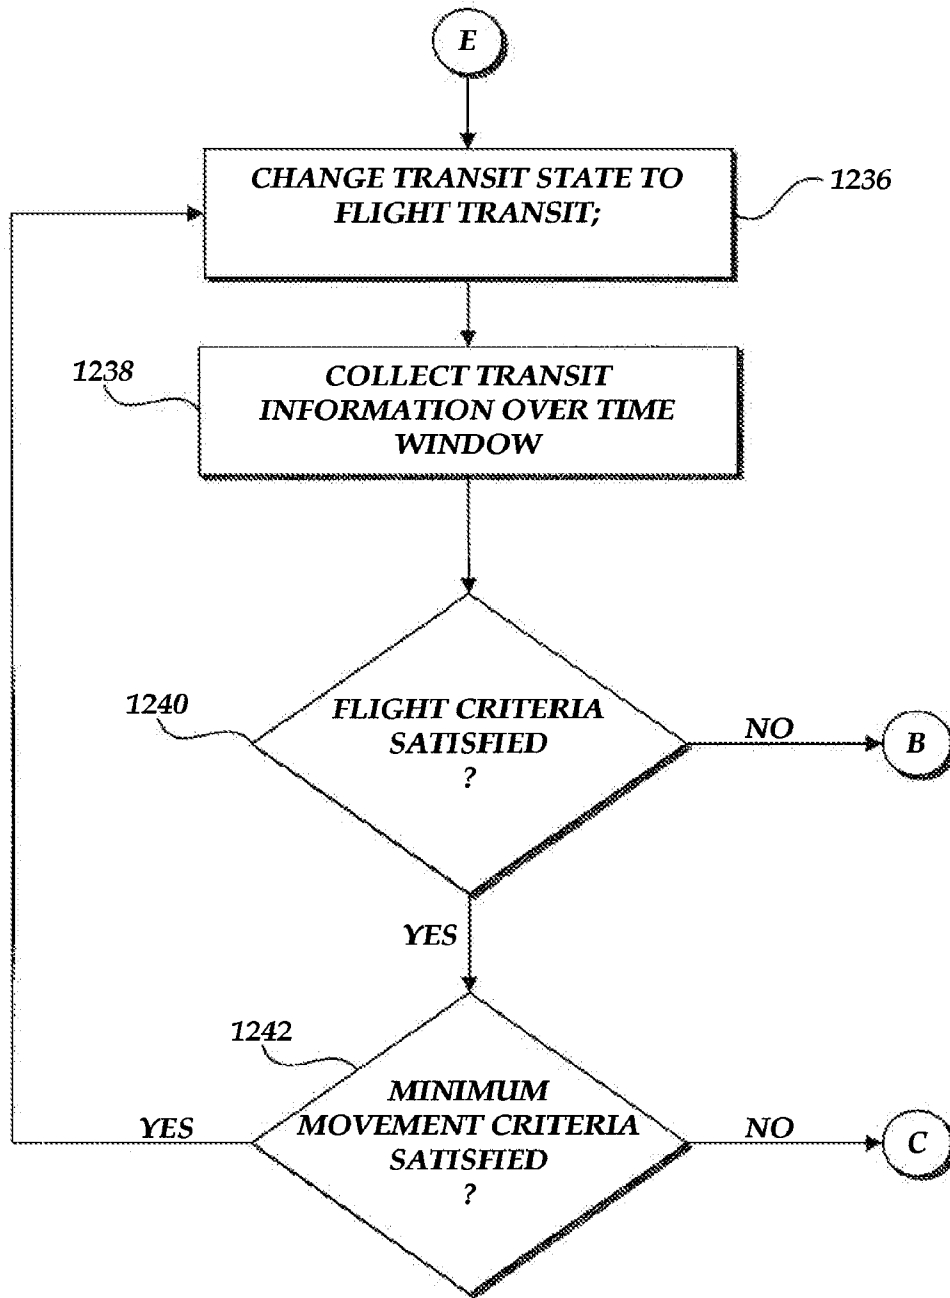 E
CHANGE TRANSIT STATE TO
FLIGHT TRANSIT;
1236
1238
COLLECT TRANSIT
INFORMATION OVER TIME
WINDOW
1240
FLIGHT CRITERIA
SATISFIED
?
NO
B
YES
1242
MINIMUM
MOVEMENT CRITERIA
SATISFIED
?
YES
NO
C